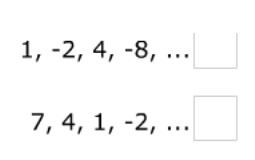 1, -2, 4, -8, ...
7, 4, 1, -2, ...